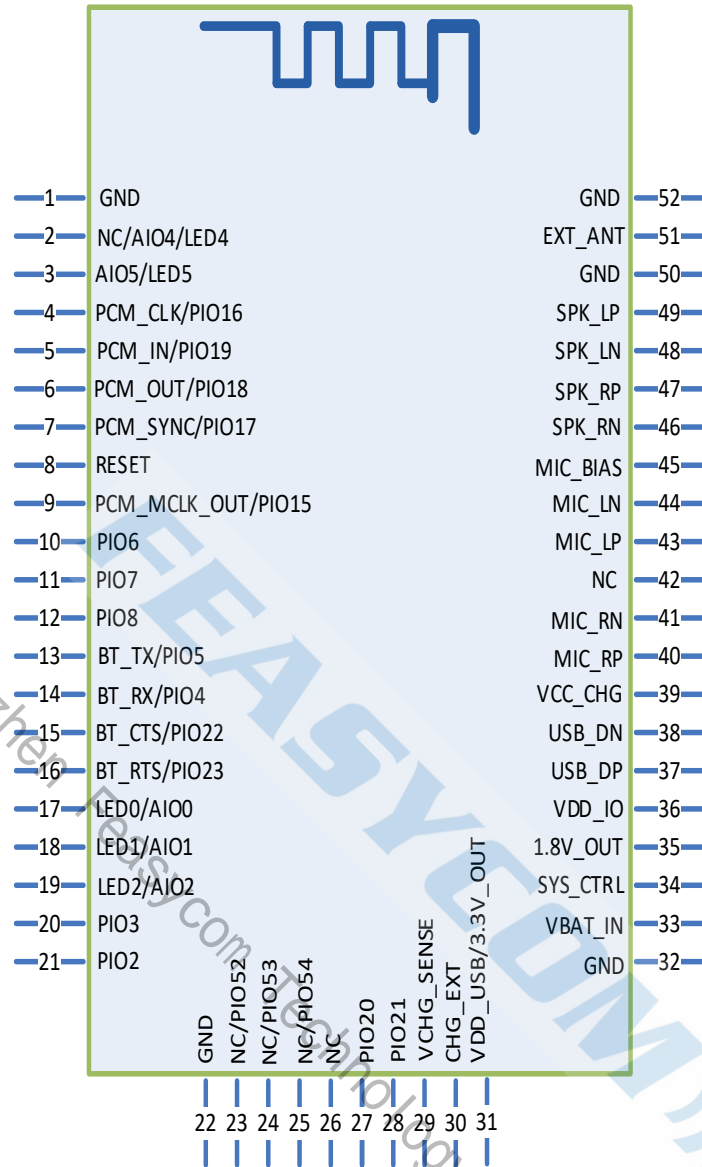 1 GND
2 NC/AIO4/LED4
3 AIO5/LED5
4 PCM_CLK/PIO16
5 PCM_IN/PIO19
6 PCM_OUT/PIO18
7 PCM_SYNC/PIO17
8 RESET
9 PCM_MCLK_OUT/PIO15
10 PIO6
11 PIO7
12 PIO8
13 BT_TX/PIO5
14 BT_RX/PIO4
15 BT_CTS/PIO22
16 BT_RTS/PIO23
17 LED0/AIO0
18 LED1/AIO1
19 LED2/AIO2
20 PIO3
21 PIO2
22 GND
23 NC/PIO52
24 NC/PIO53
25 NC/PIO54
26 NC
27 PIO20
28 PIO21
29 VCHG_SENSE
30 CHG_EXT
31 VDD_USB/3.3V_OUT
GND 52
EXT_ANT 51
GND 50
SPK_LP 49
SPK_LN 48
SPK_RP 47
SPK_RN 46
MIC_BIAS 45
MIC_LN 44
MIC_LP 43
NC 42
MIC_RN 41
MIC_RP 40
VCC_CHG 39
USB_DN 38
USB_DP 37
VDD_IO 36
1.8V_OUT 35
SYS_CTRL 34
VBAT_IN 33
GND 32
FEASYCOM
zhen Feasycom Technology